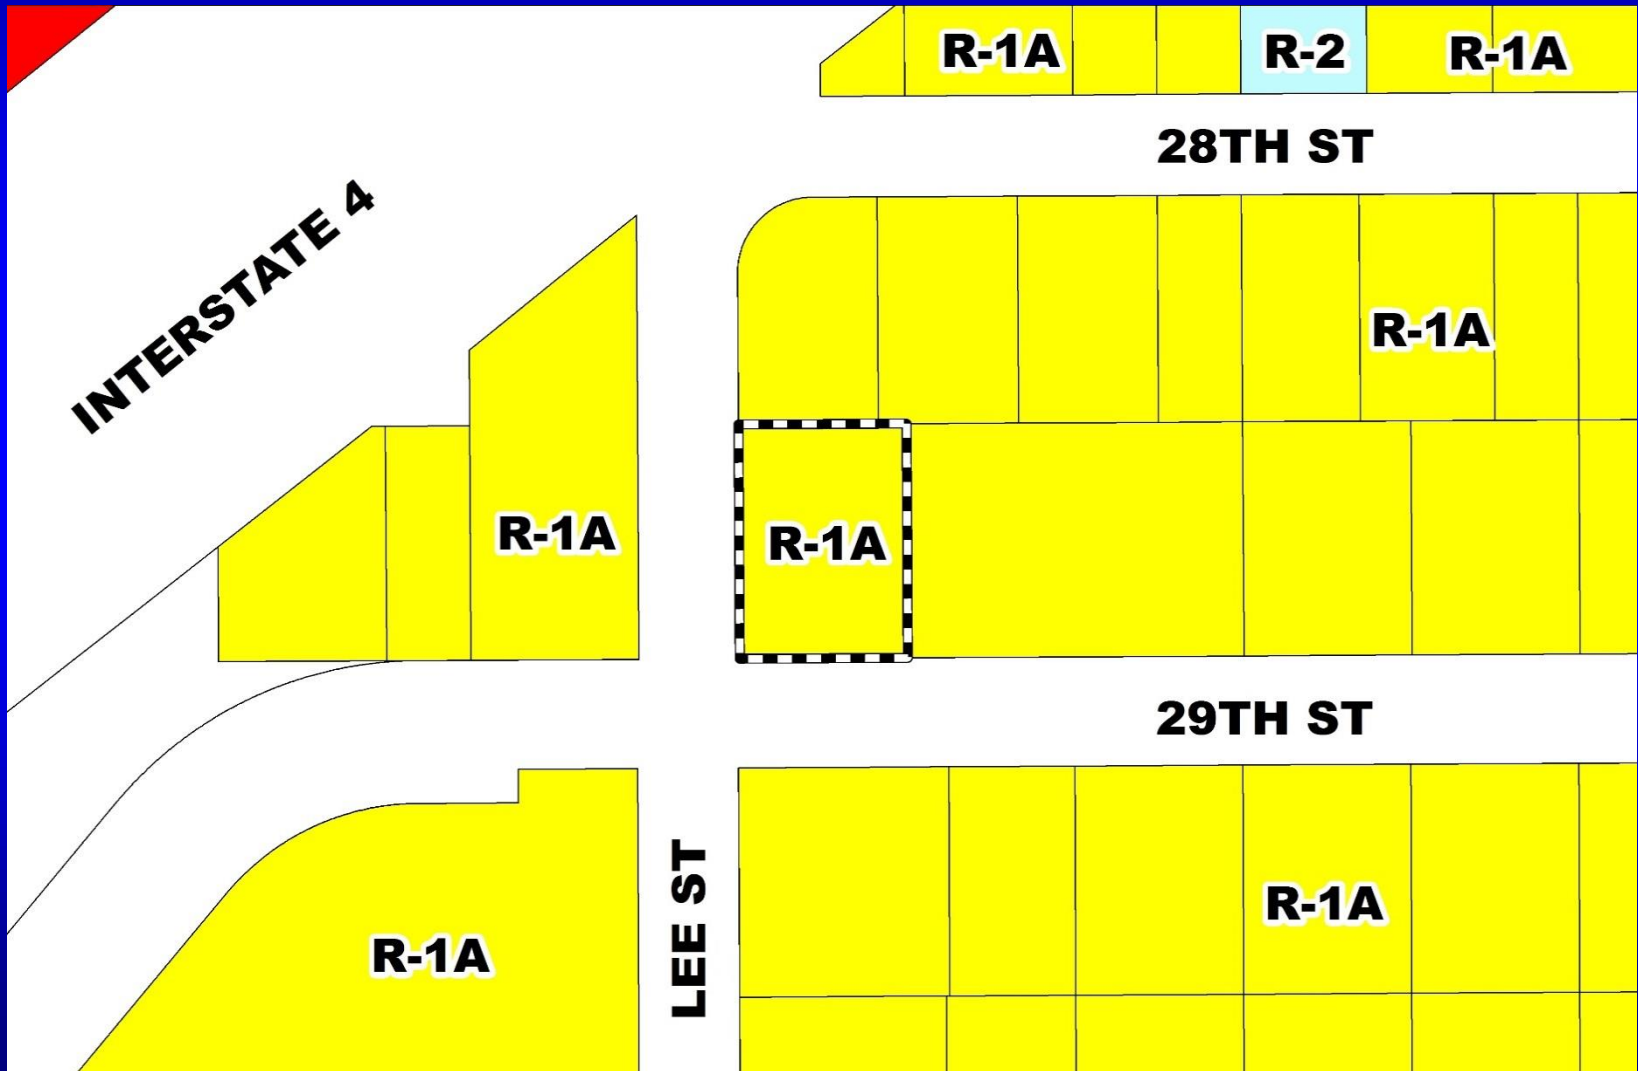 R-1A
R-2
R-1A
28TH ST
INTERSTATE 4
R-1A
R-1A
R-1A
29TH ST
LEE ST
R-1A
R-1A